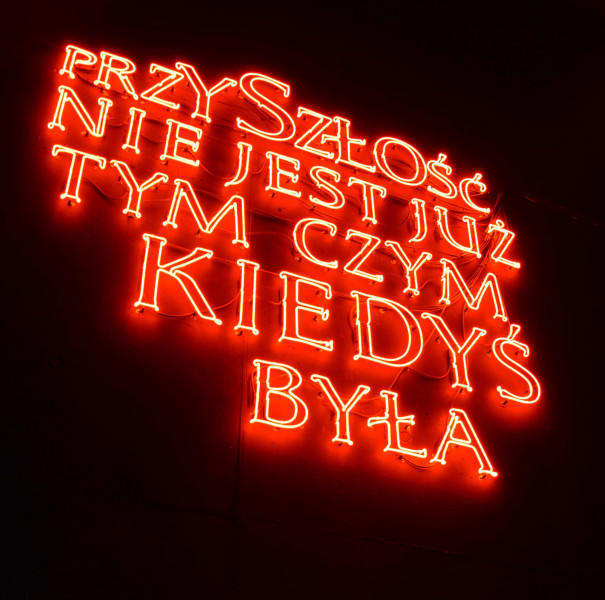 PRZYSZŁOŚĆ
NIE JEST JUŻ
TYM CZYM
KIEDYŚ
BYŁA